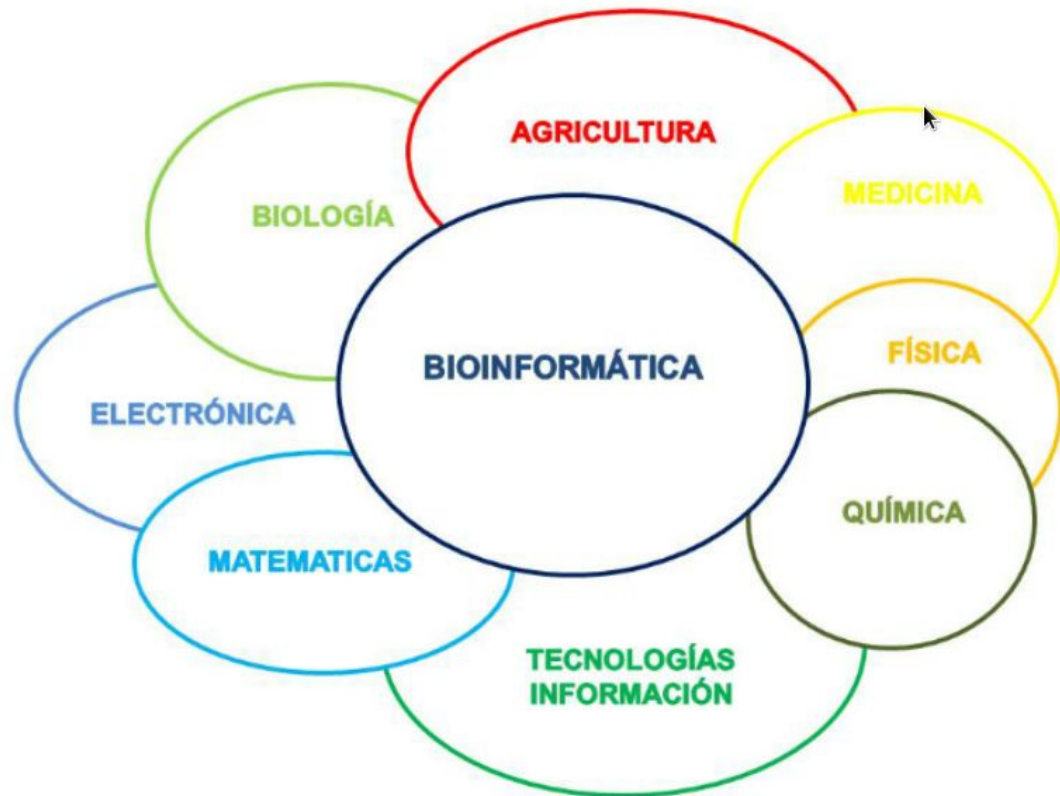 AGRICULTURA
MEDICINA
BIOLOGÍA
FÍSICA
BIOINFORMÁTICA
ELECTRÓNICA
QUÍMICA
MATEMATICAS
TECNOLOGÍAS
INFORMACIÓN